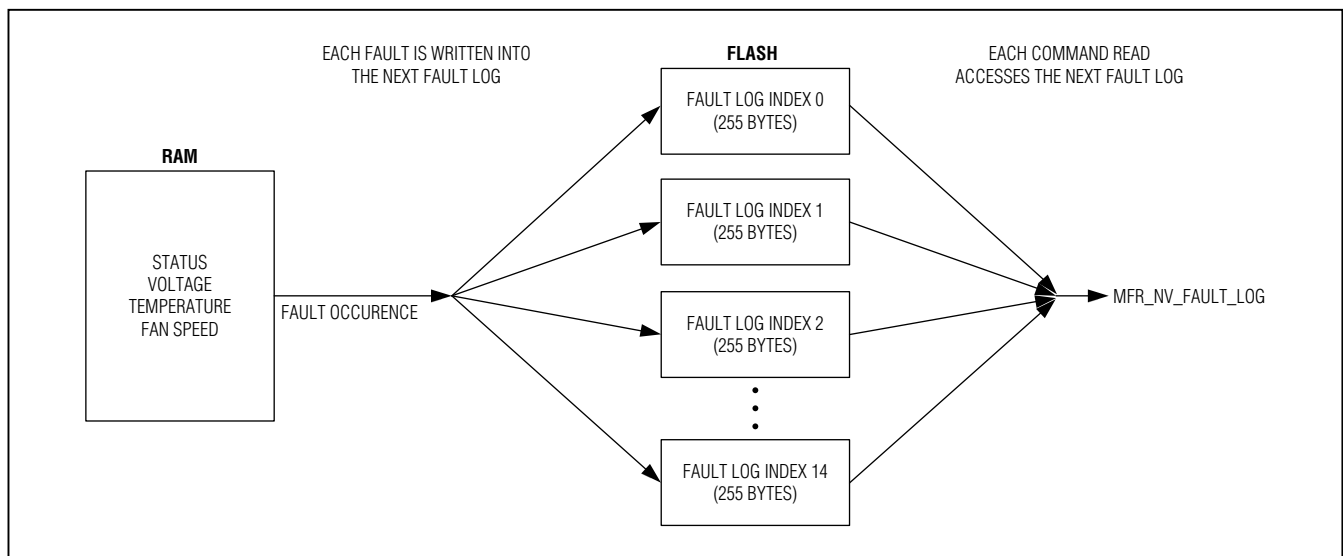 EACH FAULT IS WRITTEN INTO
THE NEXT FAULT LOG
FLASH
EACH COMMAND READ
ACCESSES THE NEXT FAULT LOG
FAULT LOG INDEX 0
(255 BYTES)
RAM
FAULT LOG INDEX 1
(255 BYTES)
STATUS
VOLTAGE
TEMPERATURE
FAN SPEED
FAULT OCCURENCE
FAULT LOG INDEX 2
(255 BYTES)
MFR_NV_FAULT_LOG
FAULT LOG INDEX 14
(255 BYTES)